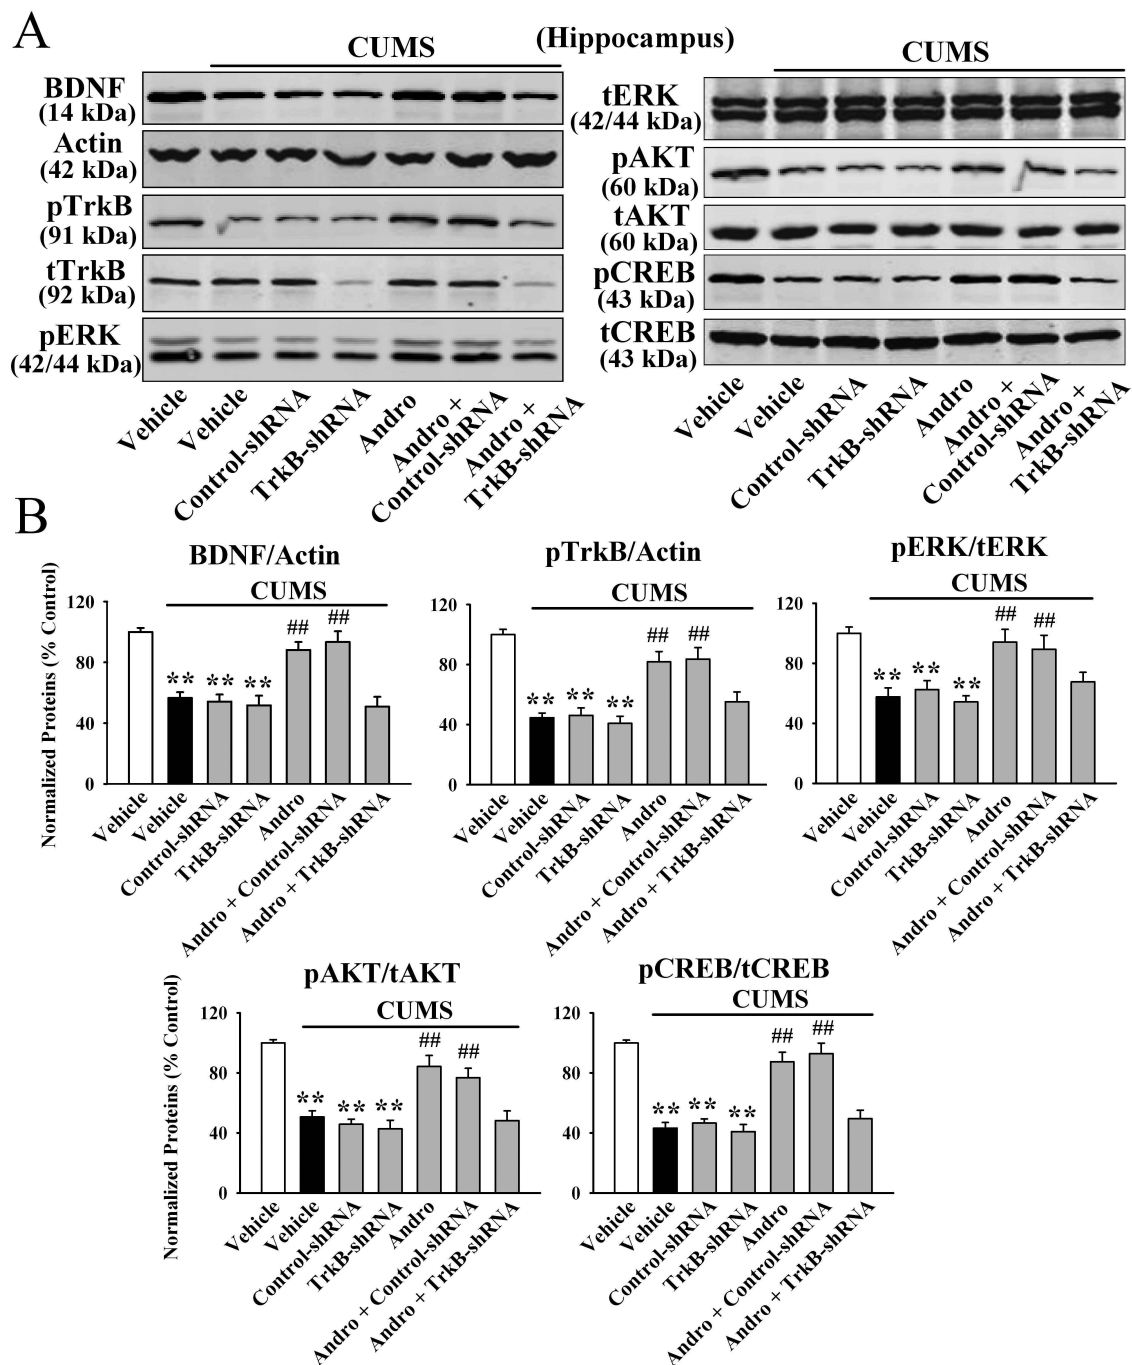 A
(Hippocampus)
CUMS
BDNF
(14 kDa)
Actin
(42 kDa)
pTrkB
(91 kDa)
tTrkB
(92 kDa)
pERK
(42/44 kDa)
Vehicle
Vehicle
Control-shRNA
TrkB-shRNA
Andro
Andro +
Control-shRNA
Andro +
TrkB-shRNA
CUMS
tERK
(42/44 kDa)
pAKT
(60 kDa)
tAKT
(60 kDa)
pCREB
(43 kDa)
tCREB
(43 kDa)
Vehicle
Vehicle
Control-shRNA
TrkB-shRNA
Andro
Andro +
Control-shRNA
Andro +
TrkB-shRNA
B
BDNF/Actin
CUMS
Normalized Proteins (% Control)
120
80
40
0
** ** **
## ##
Vehicle
Vehicle
Control-shRNA
TrkB-shRNA
Andro
Andro + Control-shRNA
Andro + TrkB-shRNA
pTrkB/Actin
CUMS
120
80
40
0
** ** **
## ##
Vehicle
Vehicle
Control-shRNA
TrkB-shRNA
Andro
Andro + Control-shRNA
Andro + TrkB-shRNA
pERK/tERK
CUMS
120
80
40
0
** ** **
## ##
Vehicle
Vehicle
Control-shRNA
TrkB-shRNA
Andro
Andro + Control-shRNA
Andro + TrkB-shRNA
pAKT/tAKT
CUMS
Normalized Proteins (% Control)
120
80
40
0
** ** **
## ##
Vehicle
Vehicle
Control-shRNA
TrkB-shRNA
Andro
Andro + Control-shRNA
Andro + TrkB-shRNA
pCREB/tCREB
CUMS
120
80
40
0
** ** **
## ##
Vehicle
Vehicle
Control-shRNA
TrkB-shRNA
Andro
Andro + Control-shRNA
Andro + TrkB-shRNA